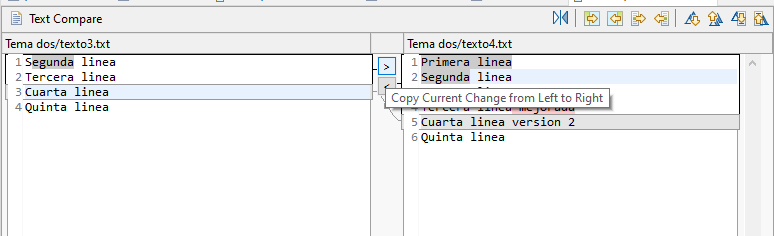 Text Compare
Tema dos/texto3.txt
Tema dos/texto4.txt
1 Segunda linea
2 Tercera linea
3 Cuarta linea
4 Quinta linea
>
<
Copy Current Change from Left to Right
1 Primera linea
2 Segunda linea
4 Tercera linea mejorada
5 Cuarta linea version 2
6 Quinta linea